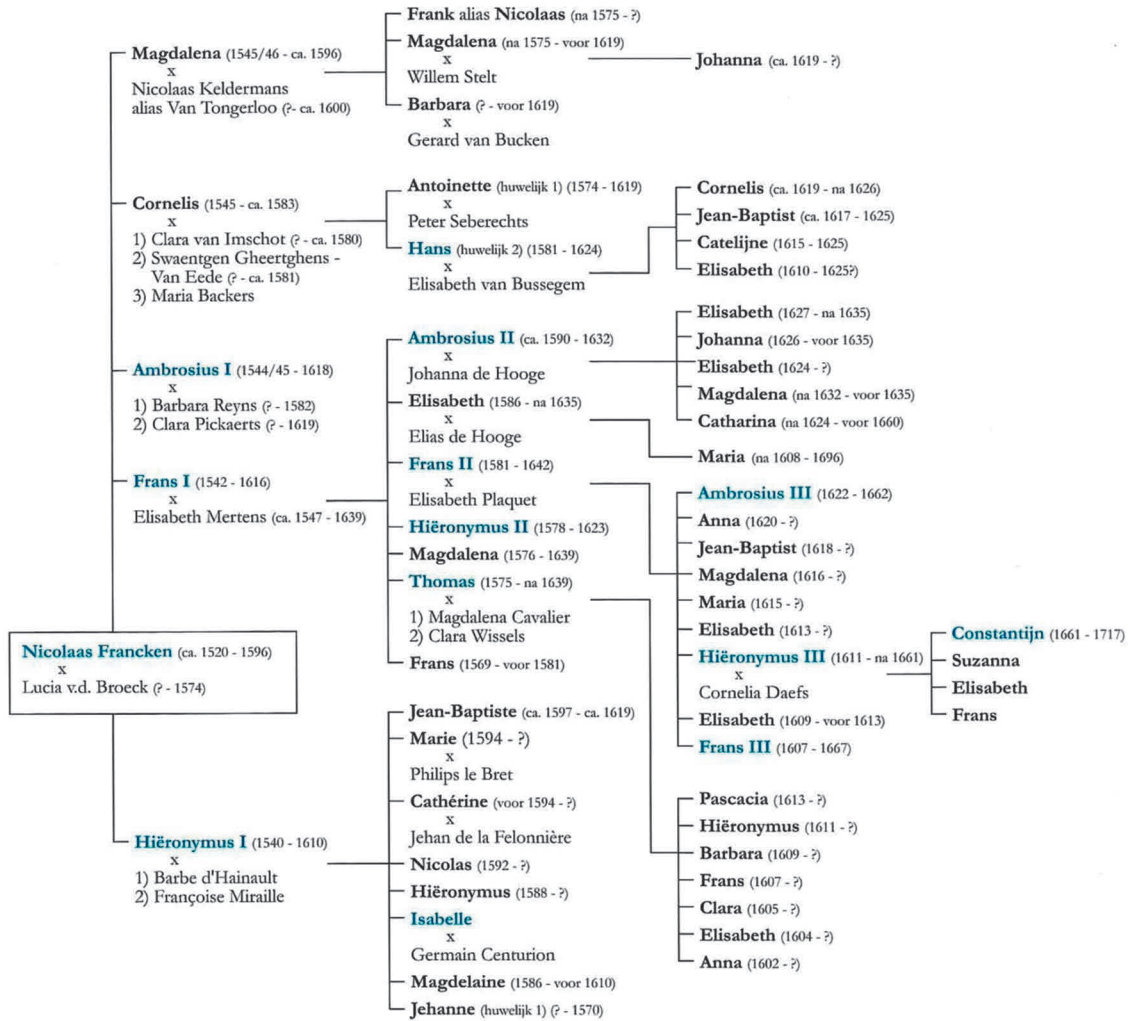 Nicolaas Francken (ca. 1520 - 1596)
x
Lucia v.d. Broeck (? - 1574)
Magdalena (1545/46 - ca. 1596)
x
Nicolaas Keldermans
alias Van Tongerloo (?- ca. 1600)
Cornelis (1545 - ca. 1583)
x
1) Clara van Imschot (? - ca. 1580)
2) Swaentgen Gheertghens -
Van Eede (? - ca. 1581)
3) Maria Backers
Ambrosius I (1544/45 - 1618)
x
1) Barbara Reyns (? - 1582)
2) Clara Pickaerts (? - 1619)
Frans I (1542 - 1616)
x
Elisabeth Mertens (ca. 1547 - 1639)
Hiëronymus I (1540 - 1610)
x
1) Barbe d'Hainault
2) Françoise Miraille
Frank alias Nicolaas (na 1575 - ?)
Magdalena (na 1575 - voor 1619)
x
Willem Stelt
Barbara (? - voor 1619)
x
Gerard van Bucken
Antoinette (huwelijk 1) (1574 - 1619)
x
Peter Seberechts
Hans (huwelijk 2) (1581 - 1624)
x
Elisabeth van Bussegem
Ambrosius II (ca. 1590 - 1632)
x
Johanna de Hooge
Elisabeth (1586 - na 1635)
x
Elias de Hooge
Frans II (1581 - 1642)
x
Elisabeth Plaquet
Hiëronymus II (1578 - 1623)
Magdalena (1576 - 1639)
Thomas (1575 - na 1639)
x
1) Magdalena Cavalier
2) Clara Wissels
Frans (1569 - voor 1581)
Jean-Baptiste (ca. 1597 - ca. 1619)
Marie (1594 - ?)
x
Philips le Bret
Cathérine (voor 1594 - ?)
x
Jehan de la Felonnière
Nicolas (1592 - ?)
Hiëronymus (1588 - ?)
Isabelle
x
Germain Centurion
Magdelaine (1586 - voor 1610)
Jehanne (huwelijk 1) (? - 1570)
Johanna (ca. 1619 - ?)
Cornelis (ca. 1619 - na 1626)
Jean-Baptist (ca. 1617 - 1625)
Catelijne (1615 - 1625)
Elisabeth (1610 - 1625?)
Elisabeth (1627 - na 1635)
Johanna (1626 - voor 1635)
Elisabeth (1624 - ?)
Magdalena (na 1632 - voor 1635)
Catharina (na 1624 - voor 1660)
Maria (na 1608 - 1696)
Ambrosius III (1622 - 1662)
Anna (1620 - ?)
Jean-Baptist (1618 - ?)
Magdalena (1616 - ?)
Maria (1615 - ?)
Elisabeth (1613 - ?)
Hiëronymus III (1611 - na 1661)
x
Cornelia Daefs
Elisabeth (1609 - voor 1613)
Frans III (1607 - 1667)
Pascacia (1613 - ?)
Hiëronymus (1611 - ?)
Barbara (1609 - ?)
Frans (1607 - ?)
Clara (1605 - ?)
Elisabeth (1604 - ?)
Anna (1602 - ?)
Constantijn (1661 - 1717)
Suzanna
Elisabeth
Frans